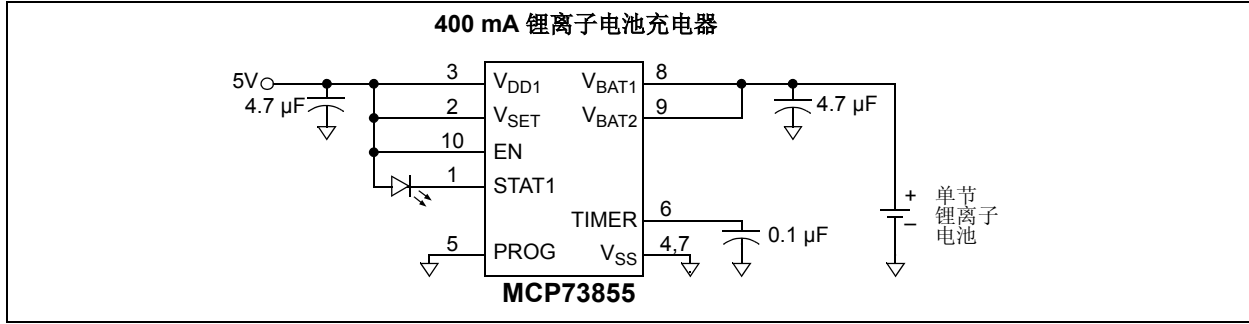 400 mA 锂离子电池充电器
5V
4.7 µF
3
2
10
1
5
VDD1
VSET
EN
STAT1
PROG
VBAT1
VBAT2
TIMER
VSS
8
9
6
4,7
4.7 µF
0.1 µF
+
–
单节
锂离子
电池
MCP73855